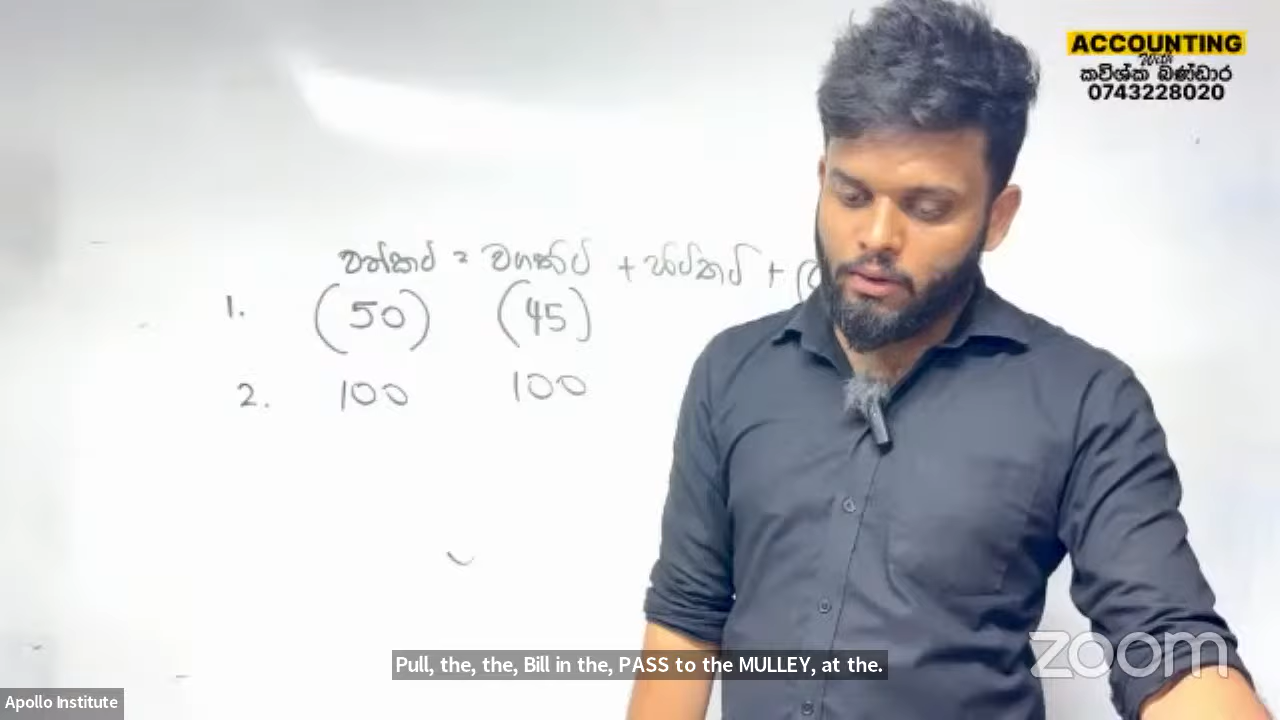 ACCOUNTING
With
කවිශ්ක බණ්ඩාර
0743228020
වත්කම් = වගකීම් + හිමිකම් + (
1. (50) (45)
2. 100 100
Pull, the, the, Bill in the, PASS to the MULLEY, at the.
zoom
Apollo Institute